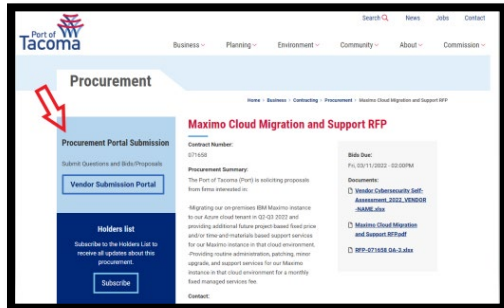 Port of
Tacoma
Search News Jobs Contact
Business Planning Environment Community About Commission
Procurement
Home > Business > Contracting > Procurement > Maximo Cloud Migration and Support RFP
Procurement Portal Submission
Submit Questions and Bids/Proposals
Vendor Submission Portal
Holders list
Subscribe to the Holders List to
receive all updates about this
procurement.
Subscribe
Maximo Cloud Migration and Support RFP
Contract Number:
071658
Procurement Summary:
The Port of Tacoma (Port) is soliciting proposals
from firms interested in:
-Migrating our on-premises IBM Maximo instance
to our Azure cloud tenant in Q2-Q3 2022 and
providing additional future project-based fixed price
and/or time-and-materials based support services
for our Maximo instance in that cloud environment.
-Providing routine administration, patching, minor
upgrade, and support services for our Maximo
instance in that cloud environment for a monthly
fixed managed services fee.
Contact:
Bids Due:
Fri, 03/11/2022 - 02:00PM
Documents:
Vendor Cybersecurity Self-
Assessment_2022_VENDOR
-NAME.xlsx
Maximo Cloud Migration
and Support RFP.pdf
RFP-071658 QA-3.xlsx